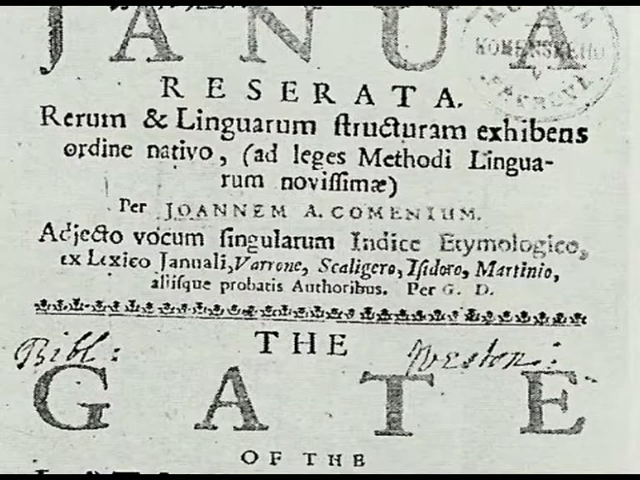 JANUA
RESERATA.
Rerum & Linguarum ſtructuram exhibens
ordine nativo, (ad leges Methodi Lingua-
rum noviſſimæ)
Per JOANNEM A. COMENIUM.
Adjecto vocum ſingularum Indice Etymologico,
ex Lexico Januali, Varrone, Scaligero, Iſidoro, Martinio,
aliiſque probatis Authoribus. Per G. D.
THE
Bibl: Weston:
GATE
OF THE